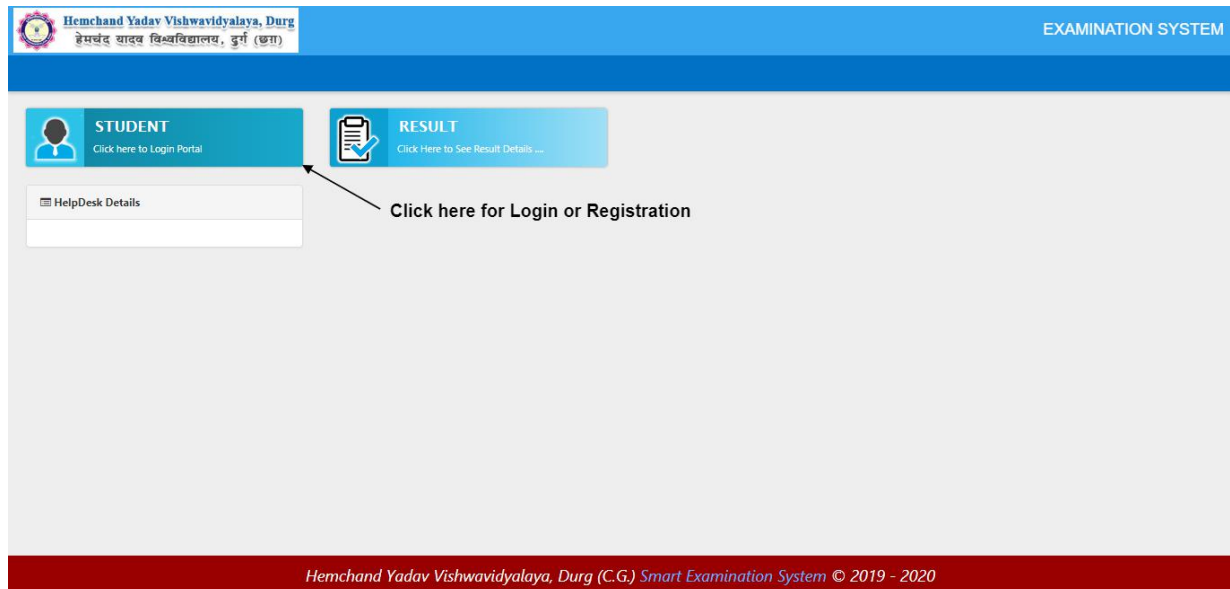 Hemchand Yadav Vishwavidyalaya, Durg
हेमचंद यादव विश्वविद्यालय, दुर्ग (छग)
EXAMINATION SYSTEM
STUDENT
Click here to Login Portal
RESULT
Click Here to See Result Details ...
HelpDesk Details
Click here for Login or Registration
Hemchand Yadav Vishwavidyalaya, Durg (C.G.) Smart Examination System © 2019 - 2020